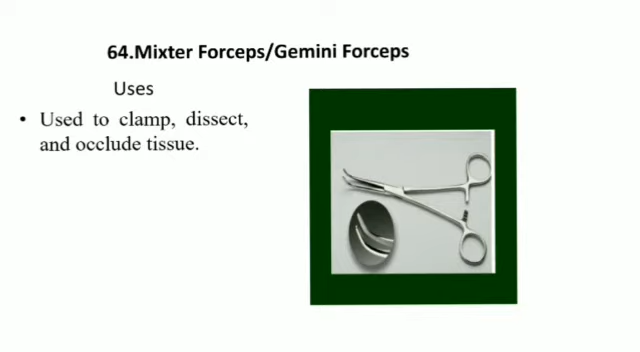 64.Mixter Forceps/Gemini Forceps
Uses
• Used to clamp, dissect,
and occlude tissue.